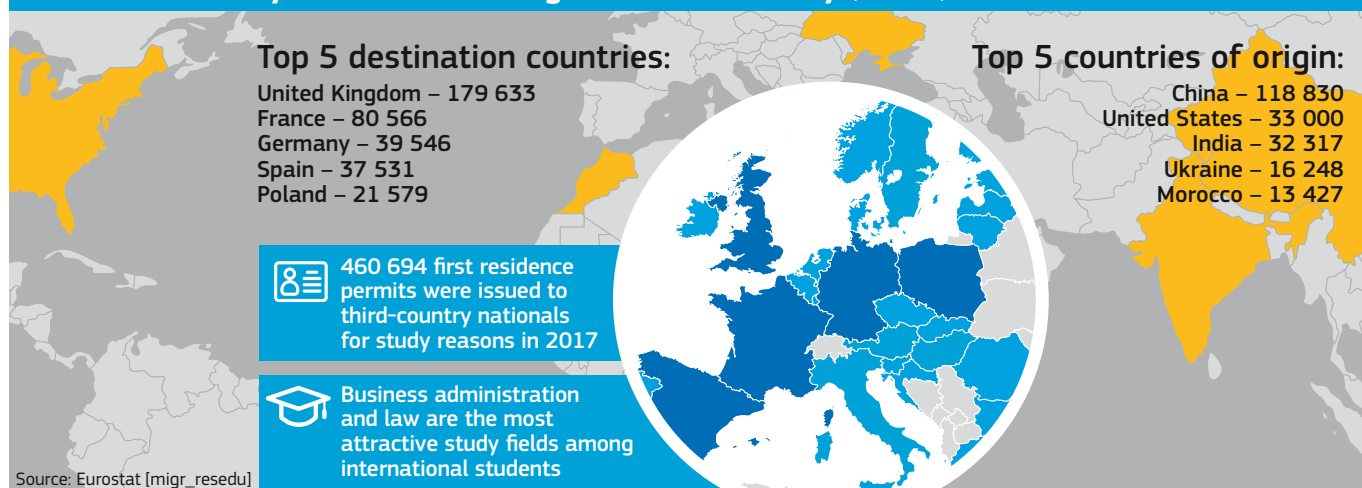 Top 5 destination countries:
United Kingdom – 179 633
France – 80 566
Germany – 39 546
Spain – 37 531
Poland – 21 579
Top 5 countries of origin:
China – 118 830
United States – 33 000
India – 32 317
Ukraine – 16 248
Morocco – 13 427
460 694 first residence
permits were issued to
third-country nationals
for study reasons in 2017
Business administration
and law are the most
attractive study fields among
international students
Source: Eurostat [migr_resedu]